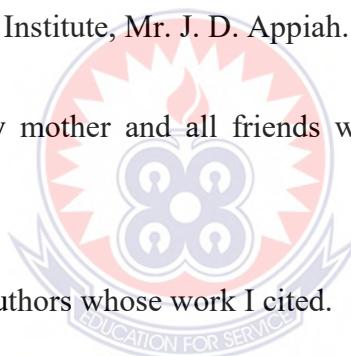 Institute, Mr. J. D. Appiah.
mother and all friends
uthors whose work I cited.
EDUCATION FOR SERVICE